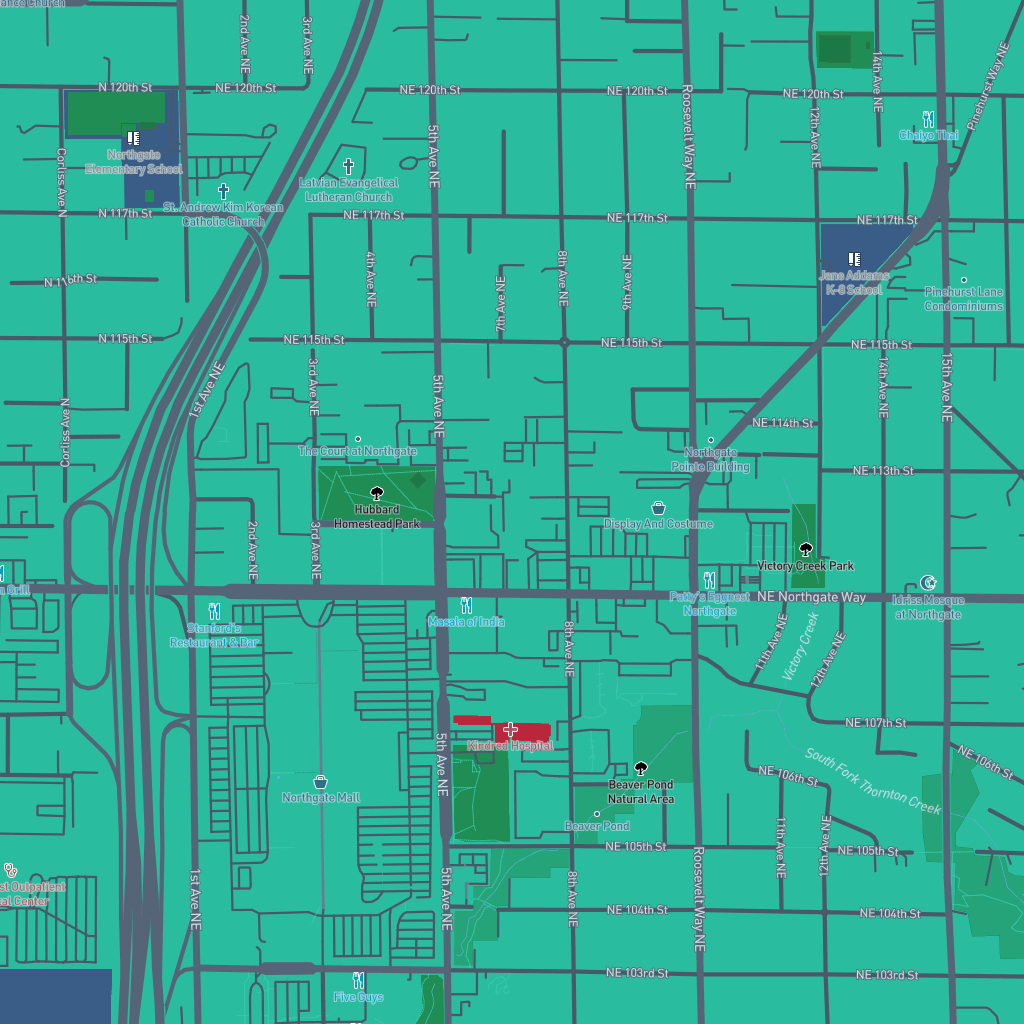 2nd Ave NE
3rd Ave NE
14th Ave NE
Pinehurst Way NE
N 120th St
NE 120th St
NE 120th St
NE 120th St
NE 120th St
Roosevelt Way NE
12th Ave NE
5th Ave NE
Chaiyo Thai
Northgate
Elementary School
Corliss Ave N
Latvian Evangelical
Lutheran Church
St. Andrew Kim Korean
Catholic Church
N 117th St
NE 117th St
NE 117th St
NE 117th St
4th Ave NE
7th Ave NE
8th Ave NE
9th Ave NE
Jane Addams
K-8 School
Pinehurst Lane
Condominiums
N 115th St
NE 115th St
NE 115th St
NE 115th St
1st Ave NE
3rd Ave NE
5th Ave NE
14th Ave NE
15th Ave NE
Corliss Ave N
NE 114th St
The Court at Northgate
Northgate
Pointe Building
NE 113th St
Hubbard
Homestead Park
Display And Costume
2nd Ave NE
3rd Ave NE
Victory Creek Park
Patty's Eggnest
Northgate
NE Northgate Way
Idriss Mosque
at Northgate
Grill
Stanford's
Restaurant & Bar
Masala of India
8th Ave NE
11th Ave NE
Victory Creek
12th Ave NE
NE 107th St
Kindred Hospital
5th Ave NE
South Fork Thornton Creek
NE 106th St
NE 106th St
Northgate Mall
Beaver Pond
Natural Area
Beaver Pond
NE 105th St
NE 105th St
11th Ave NE
12th Ave NE
Outpatient
Center
1st Ave NE
5th Ave NE
8th Ave NE
Roosevelt Way NE
NE 104th St
NE 104th St
NE 103rd St
NE 103rd St
Five Guys